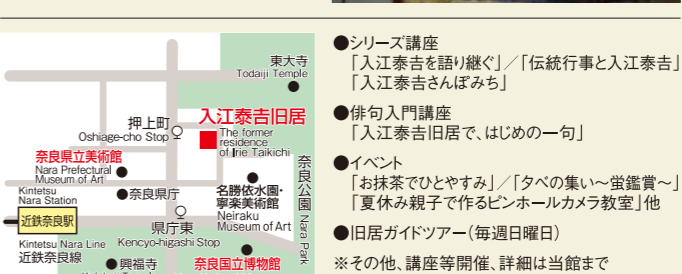 東大寺
Todaiji Temple
押上町
Oshiage-cho Stop
入江泰吉旧居
The former
residence
of Irie Taikichi
奈良県立美術館
Nara Prefectural
Museum of Art
奈良県庁
Kintetsu
Nara Station
近鉄奈良駅
Kintetsu Nara Line
近鉄奈良線
県庁東
Kencyo-higashi Stop
名勝依水園・
寧楽美術館
Neiraku
Museum of Art
奈良公園 Nara Park
興福寺
奈良国立博物館
●シリーズ講座
「入江泰吉を語り継ぐ」／「伝統行事と入江泰吉」
「入江泰吉さんぽみち」
●俳句入門講座
「入江泰吉旧居で、はじめの一句」
●イベント
「お抹茶でひとやすみ」／「夕べの集い～蛍鑑賞～」
「夏休み親子で作るピンホールカメラ教室」他
●旧居ガイドツアー（毎週日曜日）
※その他、講座等開催、詳細は当館まで